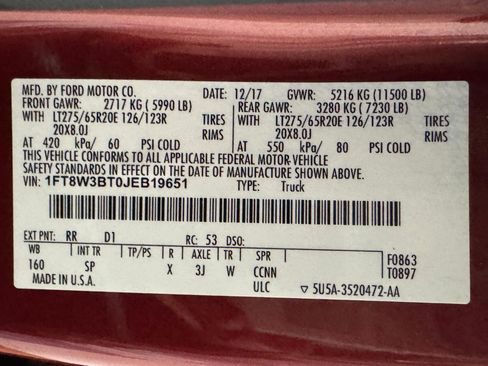 MFD. BY FORD MOTOR CO. DATE: 12/17 GVWR: 5216 KG (11500 LB)
FRONT GAWR: 2717 KG (5990 LB) REAR GAWR: 3280 KG (7230 LB)
WITH LT275/65R20E 126/123R TIRES WITH LT275/65R20E 126/123R TIRES
20X8.0J RIMS 20X8.0J RIMS
AT 420 kPa/ 60 PSI COLD AT 550 kPa/ 80 PSI COLD
THIS VEHICLE CONFORMS TO ALL APPLICABLE FEDERAL MOTOR VEHICLE
SAFETY STANDARDS IN EFFECT ON THE DATE OF MANUFACTURE SHOWN ABOVE.
VIN: 1FT8W3BT0JEB19651 TYPE: Truck
EXT PNT: RR D1 RC: 53 DSO:
WB INT TR TP/PS R AXLE TR SPR F0863
160 SP X 3J W CCNN T0897
MADE IN U.S.A. ULC ▽ 5U5A-3520472-AA